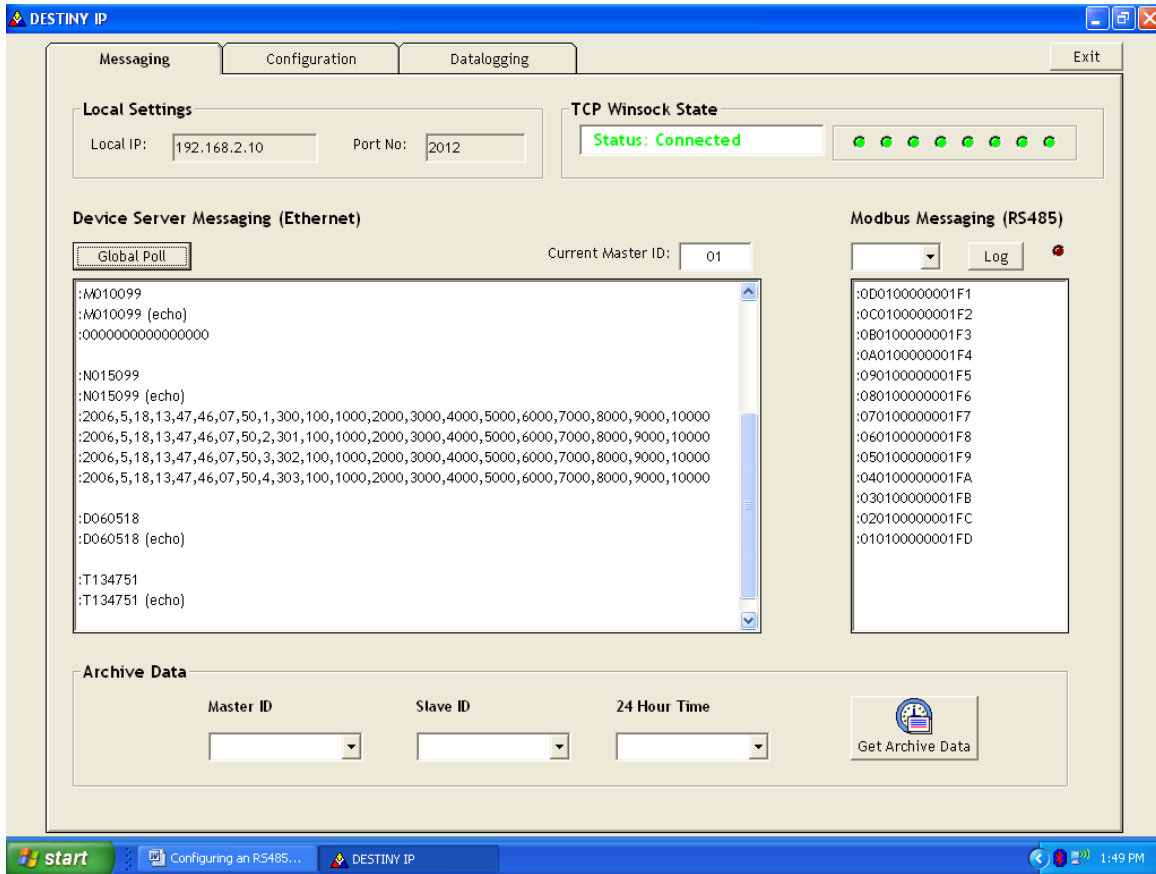 DESTINY IP
Messaging Configuration Datalogging Exit
Local Settings
Local IP: 192.168.2.10 Port No: 2012
TCP Winsock State
Status: Connected
Device Server Messaging (Ethernet)
Global Poll Current Master ID: 01
:M010099
:M010099 (echo)
:0000000000000000
:N015099
:N015099 (echo)
:2006,5,18,13,47,46,07,50,1,300,100,1000,2000,3000,4000,5000,6000,7000,8000,9000,10000
:2006,5,18,13,47,46,07,50,2,301,100,1000,2000,3000,4000,5000,6000,7000,8000,9000,10000
:2006,5,18,13,47,46,07,50,3,302,100,1000,2000,3000,4000,5000,6000,7000,8000,9000,10000
:2006,5,18,13,47,46,07,50,4,303,100,1000,2000,3000,4000,5000,6000,7000,8000,9000,10000
:D060518
:D060518 (echo)
:T134751
:T134751 (echo)
Modbus Messaging (RS485)
Log
:0D0100000001F1
:0C0100000001F2
:0B0100000001F3
:0A0100000001F4
:090100000001F5
:080100000001F6
:070100000001F7
:060100000001F8
:050100000001F9
:040100000001FA
:030100000001FB
:020100000001FC
:010100000001FD
Archive Data
Master ID Slave ID 24 Hour Time
Get Archive Data
start Configuring an RS485... DESTINY IP 1:49 PM